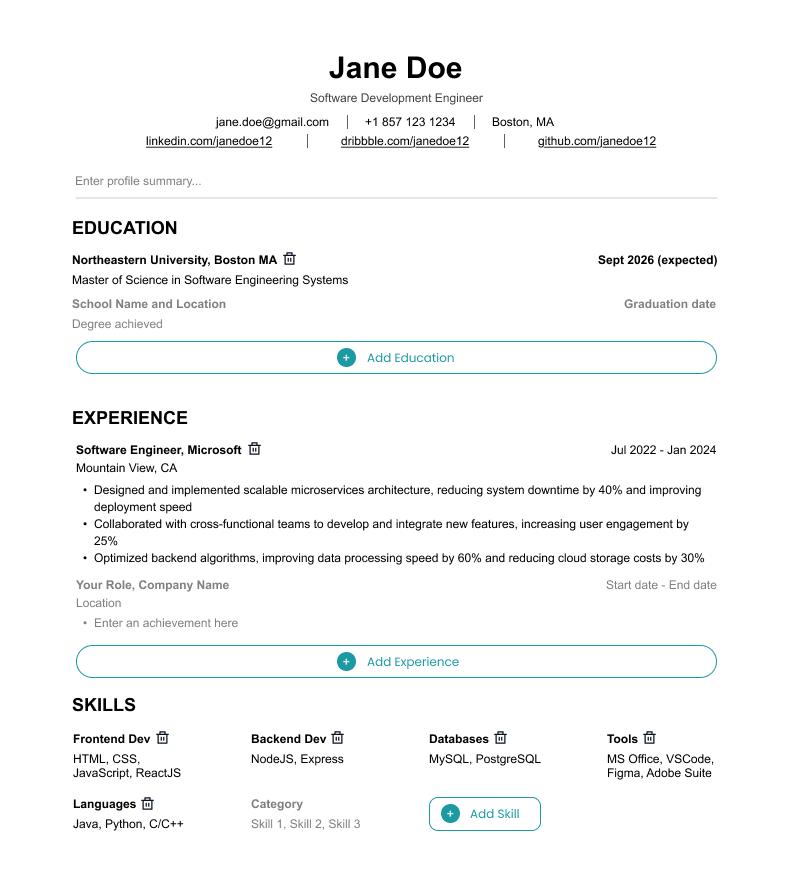 Jane Doe
Software Development Engineer
jane.doe@gmail.com | +1 857 123 1234 | Boston, MA
linkedin.com/janedoe12 | dribbble.com/janedoe12 | github.com/janedoe12
Enter profile summary...
EDUCATION
Northeastern University, Boston MA Sept 2026 (expected)
Master of Science in Software Engineering Systems
School Name and Location Graduation date
Degree achieved
+ Add Education
EXPERIENCE
Software Engineer, Microsoft Jul 2022 - Jan 2024
Mountain View, CA
• Designed and implemented scalable microservices architecture, reducing system downtime by 40% and improving
deployment speed
• Collaborated with cross-functional teams to develop and integrate new features, increasing user engagement by
25%
• Optimized backend algorithms, improving data processing speed by 60% and reducing cloud storage costs by 30%
Your Role, Company Name Start date - End date
Location
• Enter an achievement here
+ Add Experience
SKILLS
Frontend Dev Backend Dev Databases Tools
HTML, CSS, NodeJS, Express MySQL, PostgreSQL MS Office, VSCode,
JavaScript, ReactJS Figma, Adobe Suite
Languages Category
Java, Python, C/C++ Skill 1, Skill 2, Skill 3 + Add Skill